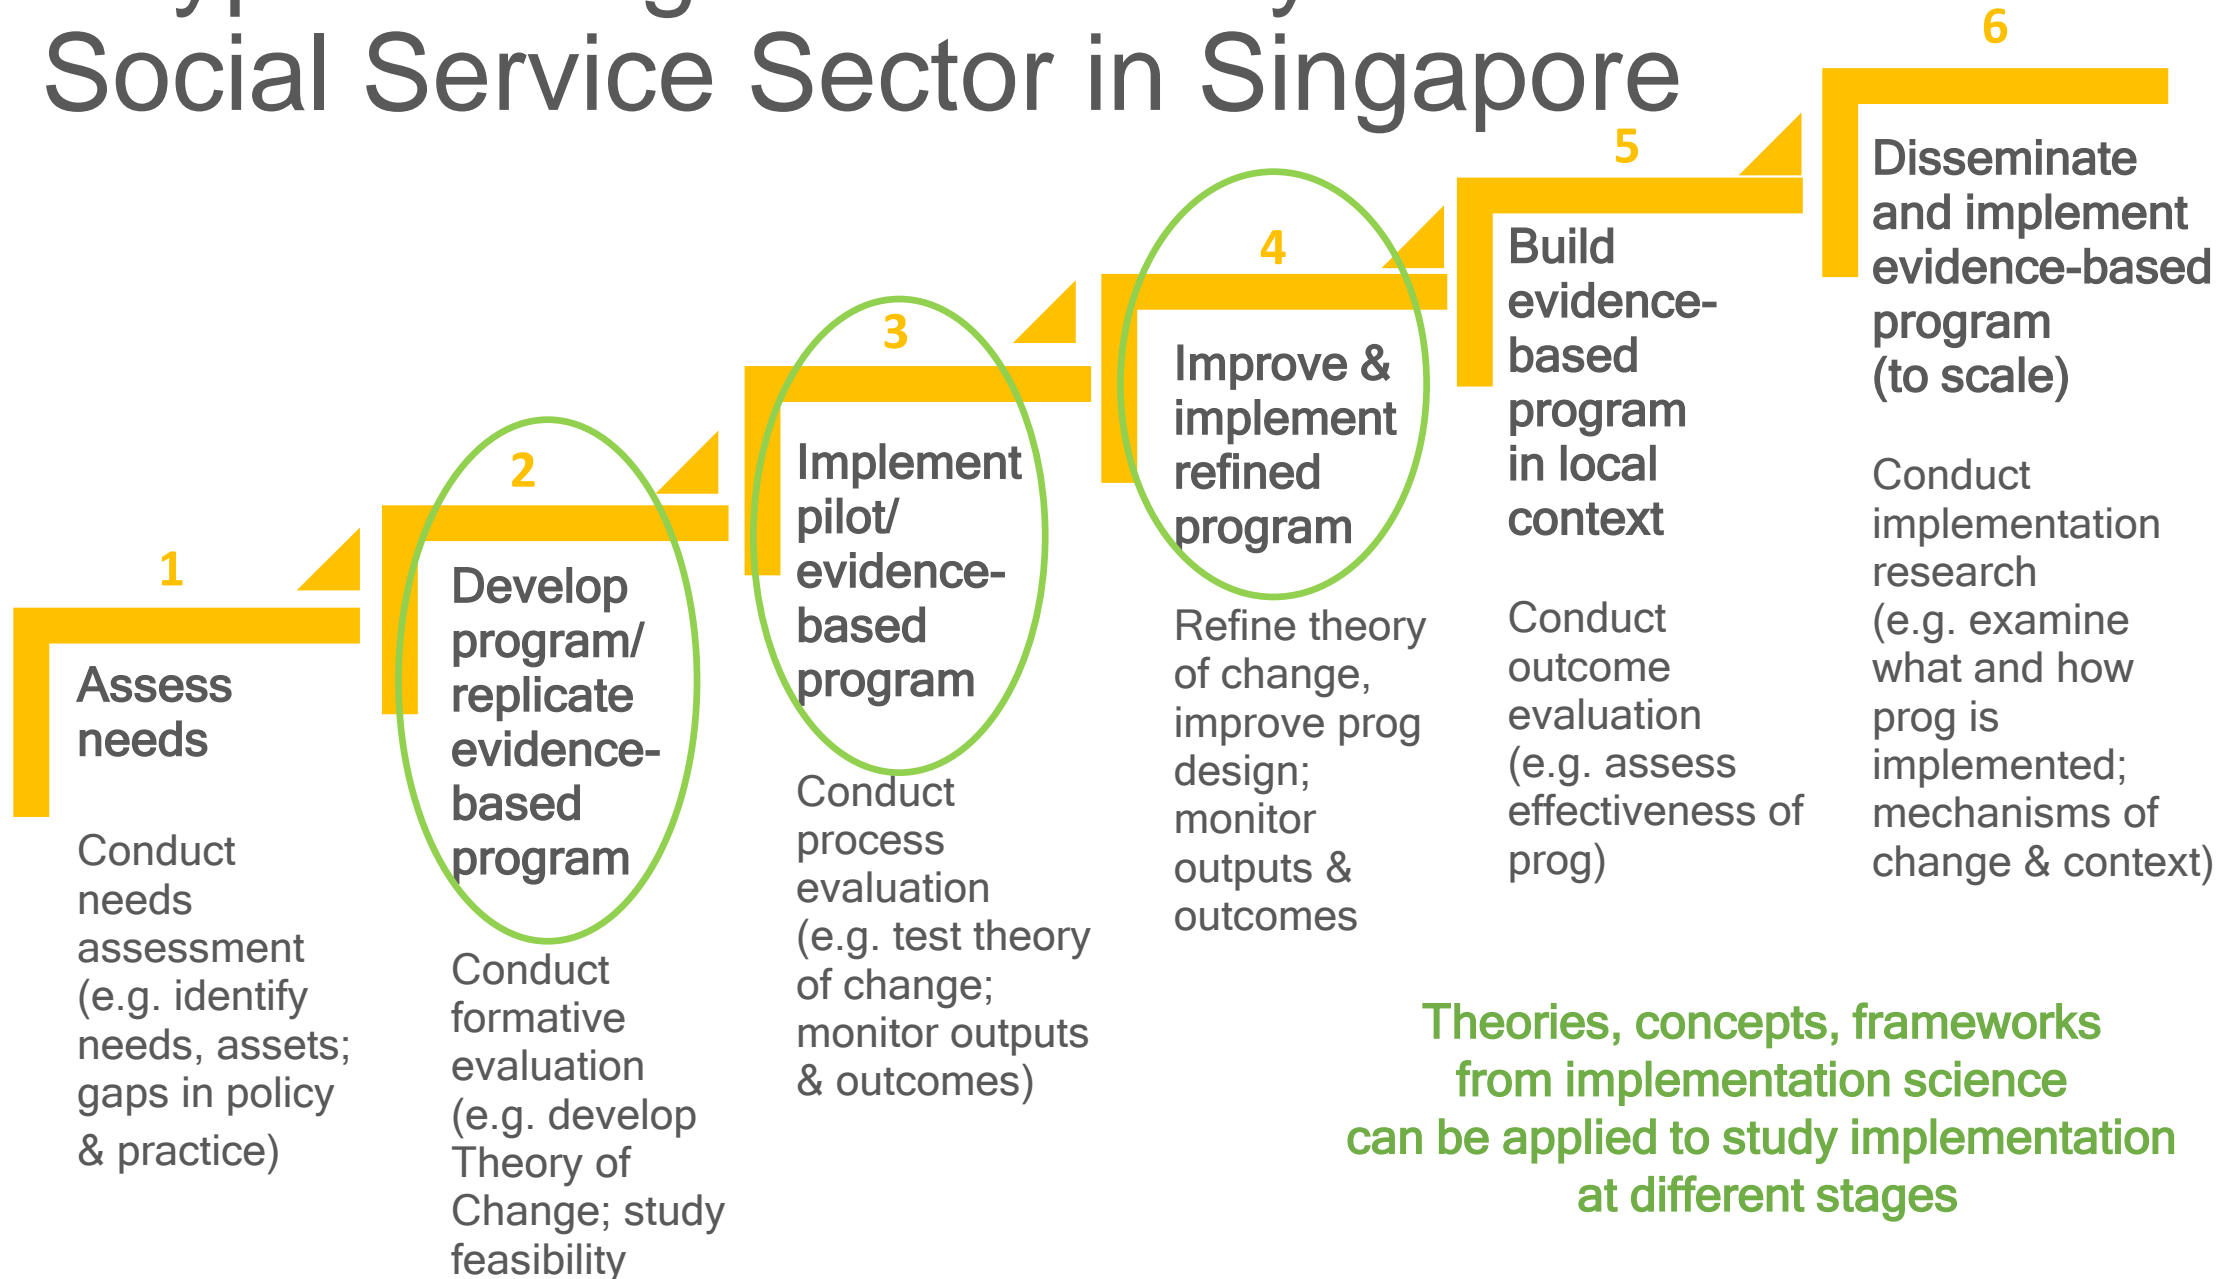 Social Service Sector in Singapore
1
Assess
needs
Conduct
needs
assessment
(e.g. identify
needs, assets;
gaps in policy
& practice)
2
Develop
program/
replicate
evidence-
based
program
Conduct
formative
evaluation
(e.g. develop
Theory of
Change; study
feasibility
3
Implement
pilot/
evidence-
based
program
Conduct
process
evaluation
(e.g. test theory
of change;
monitor outputs
& outcomes)
4
Improve &
implement
refined
program
Refine theory
of change,
improve prog
design;
monitor
outputs &
outcomes
5
Build
evidence-
based
program
in local
context
Conduct
outcome
evaluation
(e.g. assess
effectiveness of
prog)
6
Disseminate
and implement
evidence-based
program
(to scale)
Conduct
implementation
research
(e.g. examine
what and how
prog is
implemented;
mechanisms of
change & context)
Theories, concepts, frameworks
from implementation science
can be applied to study implementation
at different stages